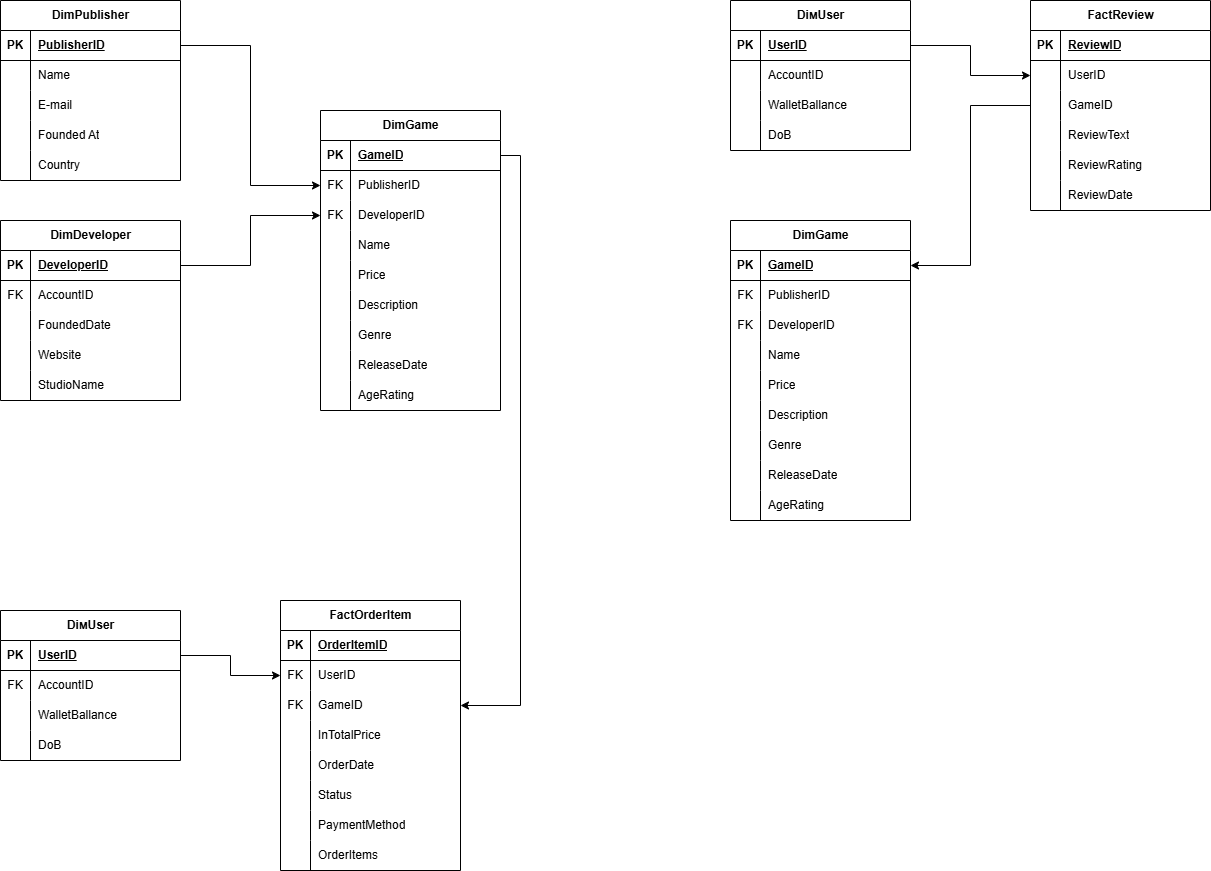 DimPublisher
PK PublisherID
Name
E-mail
Founded At
Country
DimDeveloper
PK DeveloperID
FK AccountID
FoundedDate
Website
StudioName
DimGame
PK GameID
FK PublisherID
FK DeveloperID
Name
Price
Description
Genre
ReleaseDate
AgeRating
DiмUser
PK UserID
FK AccountID
WalletBallance
DoB
FactOrderItem
PK OrderItemID
FK UserID
FK GameID
InTotalPrice
OrderDate
Status
PaymentMethod
OrderItems
DiмUser
PK UserID
AccountID
WalletBallance
DoB
FactReview
PK ReviewID
UserID
GameID
ReviewText
ReviewRating
ReviewDate
DimGame
PK GameID
FK PublisherID
FK DeveloperID
Name
Price
Description
Genre
ReleaseDate
AgeRating